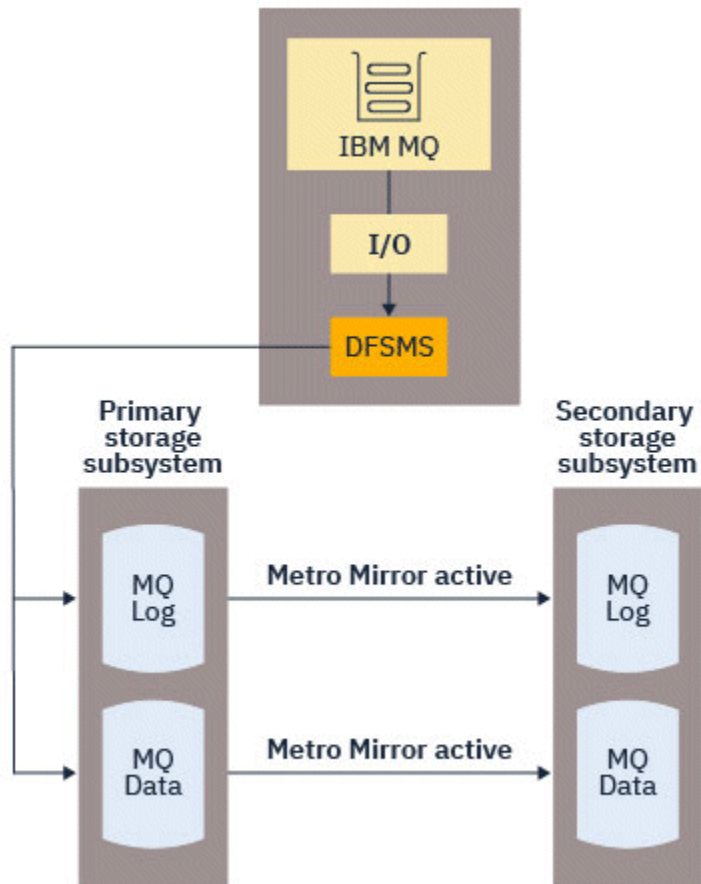 IBM MQ
I/O
DFSMS
Primary
storage
subsystem
Secondary
storage
subsystem
MQ
Log
Metro Mirror active
MQ
Log
MQ
Data
Metro Mirror active
MQ
Data